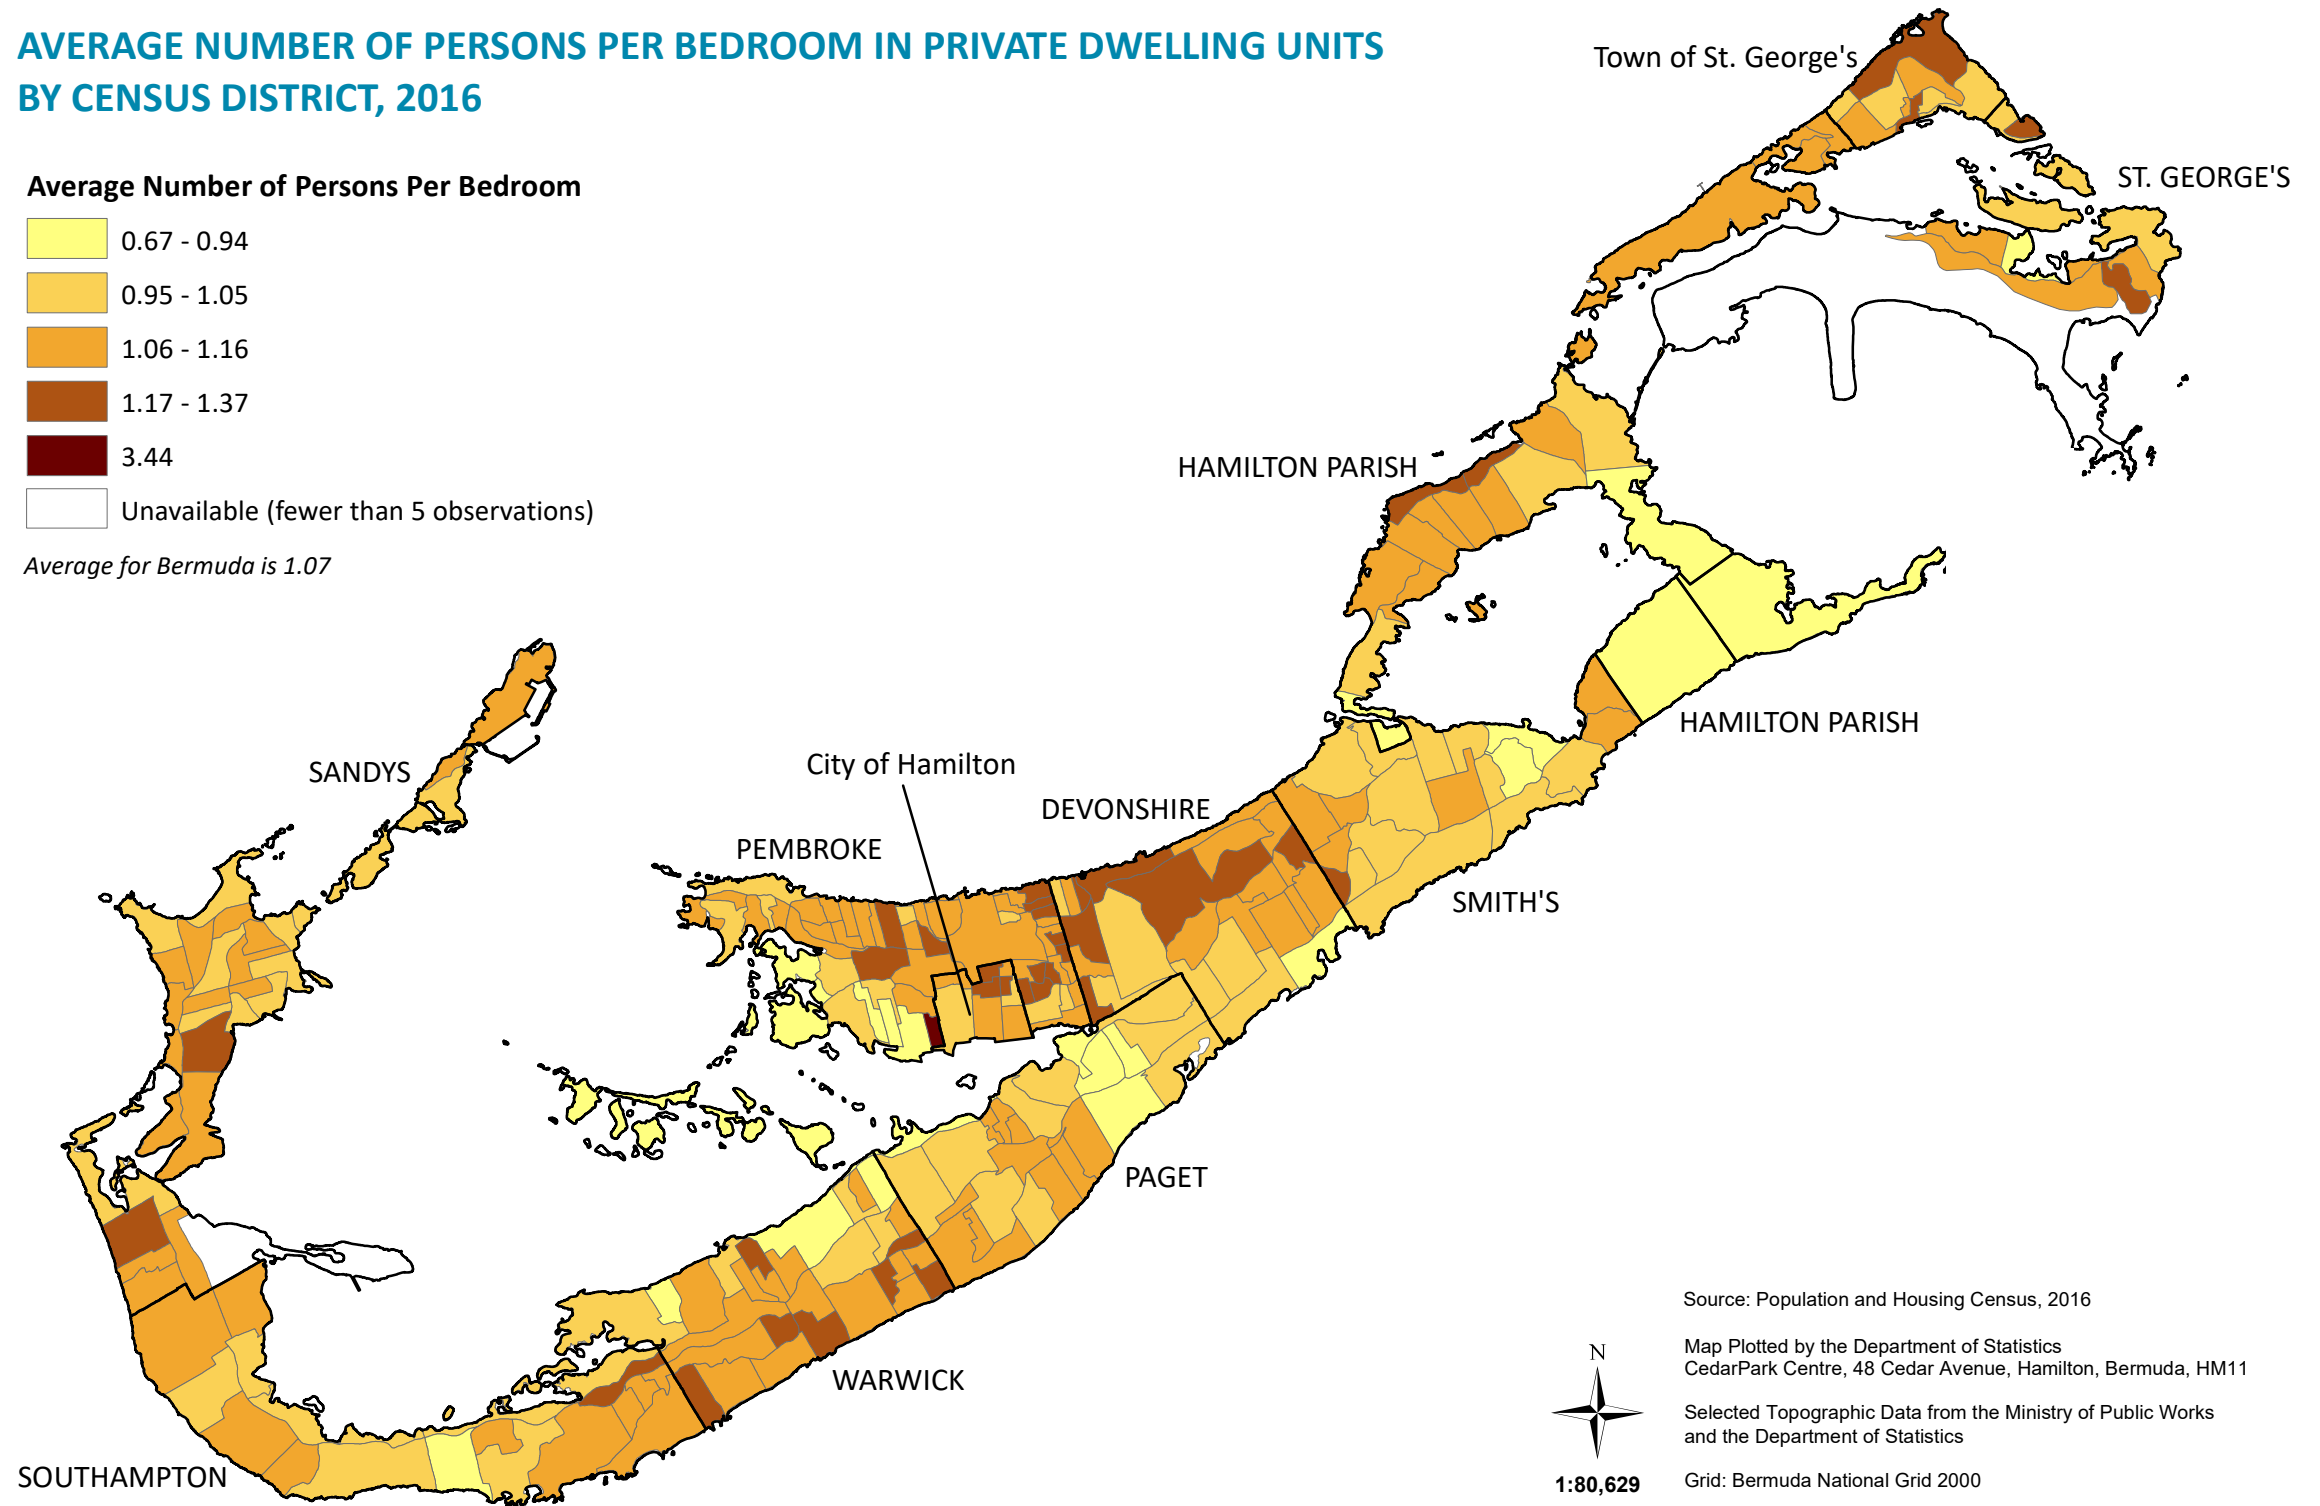 AVERAGE NUMBER OF PERSONS PER BEDROOM IN PRIVATE DWELLING UNITS
BY CENSUS DISTRICT, 2016
Average Number of Persons Per Bedroom
0.67 - 0.94
0.95 - 1.05
1.06 - 1.16
1.17 - 1.37
3.44
Unavailable (fewer than 5 observations)
Average for Bermuda is 1.07
Town of St. George's
ST. GEORGE'S
HAMILTON PARISH
HAMILTON PARISH
SANDYS
City of Hamilton
DEVONSHIRE
PEMBROKE
SMITH'S
PAGET
WARWICK
SOUTHAMPTON
N
1:80,629
Source: Population and Housing Census, 2016
Map Plotted by the Department of Statistics
CedarPark Centre, 48 Cedar Avenue, Hamilton, Bermuda, HM11
Selected Topographic Data from the Ministry of Public Works
and the Department of Statistics
Grid: Bermuda National Grid 2000